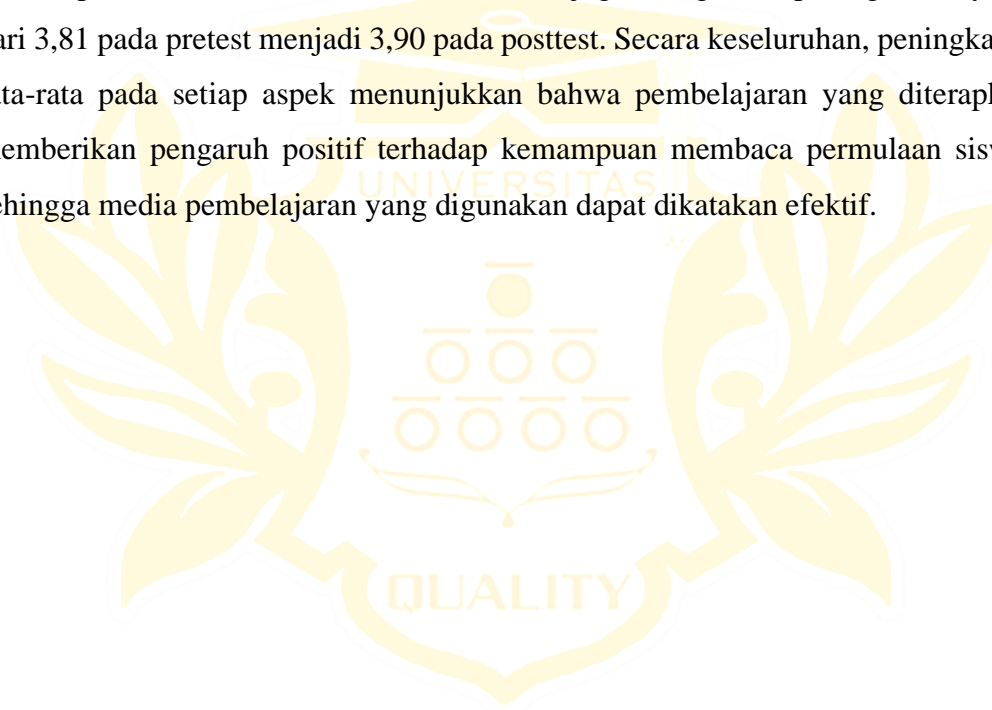 ari 3,81 pada pretest menjadi 3,90 pada posttest. Secara keseluruhan, peningka
ata-rata pada setiap aspek menunjukkan bahwa pembelajaran yang diterapk
emberikan pengaruh positif terhadap kemampuan membaca permulaan sisw
ehingga media pembelajaran yang digunakan dapat dikatakan efektif.
UNIVERSITAS
QUALITY